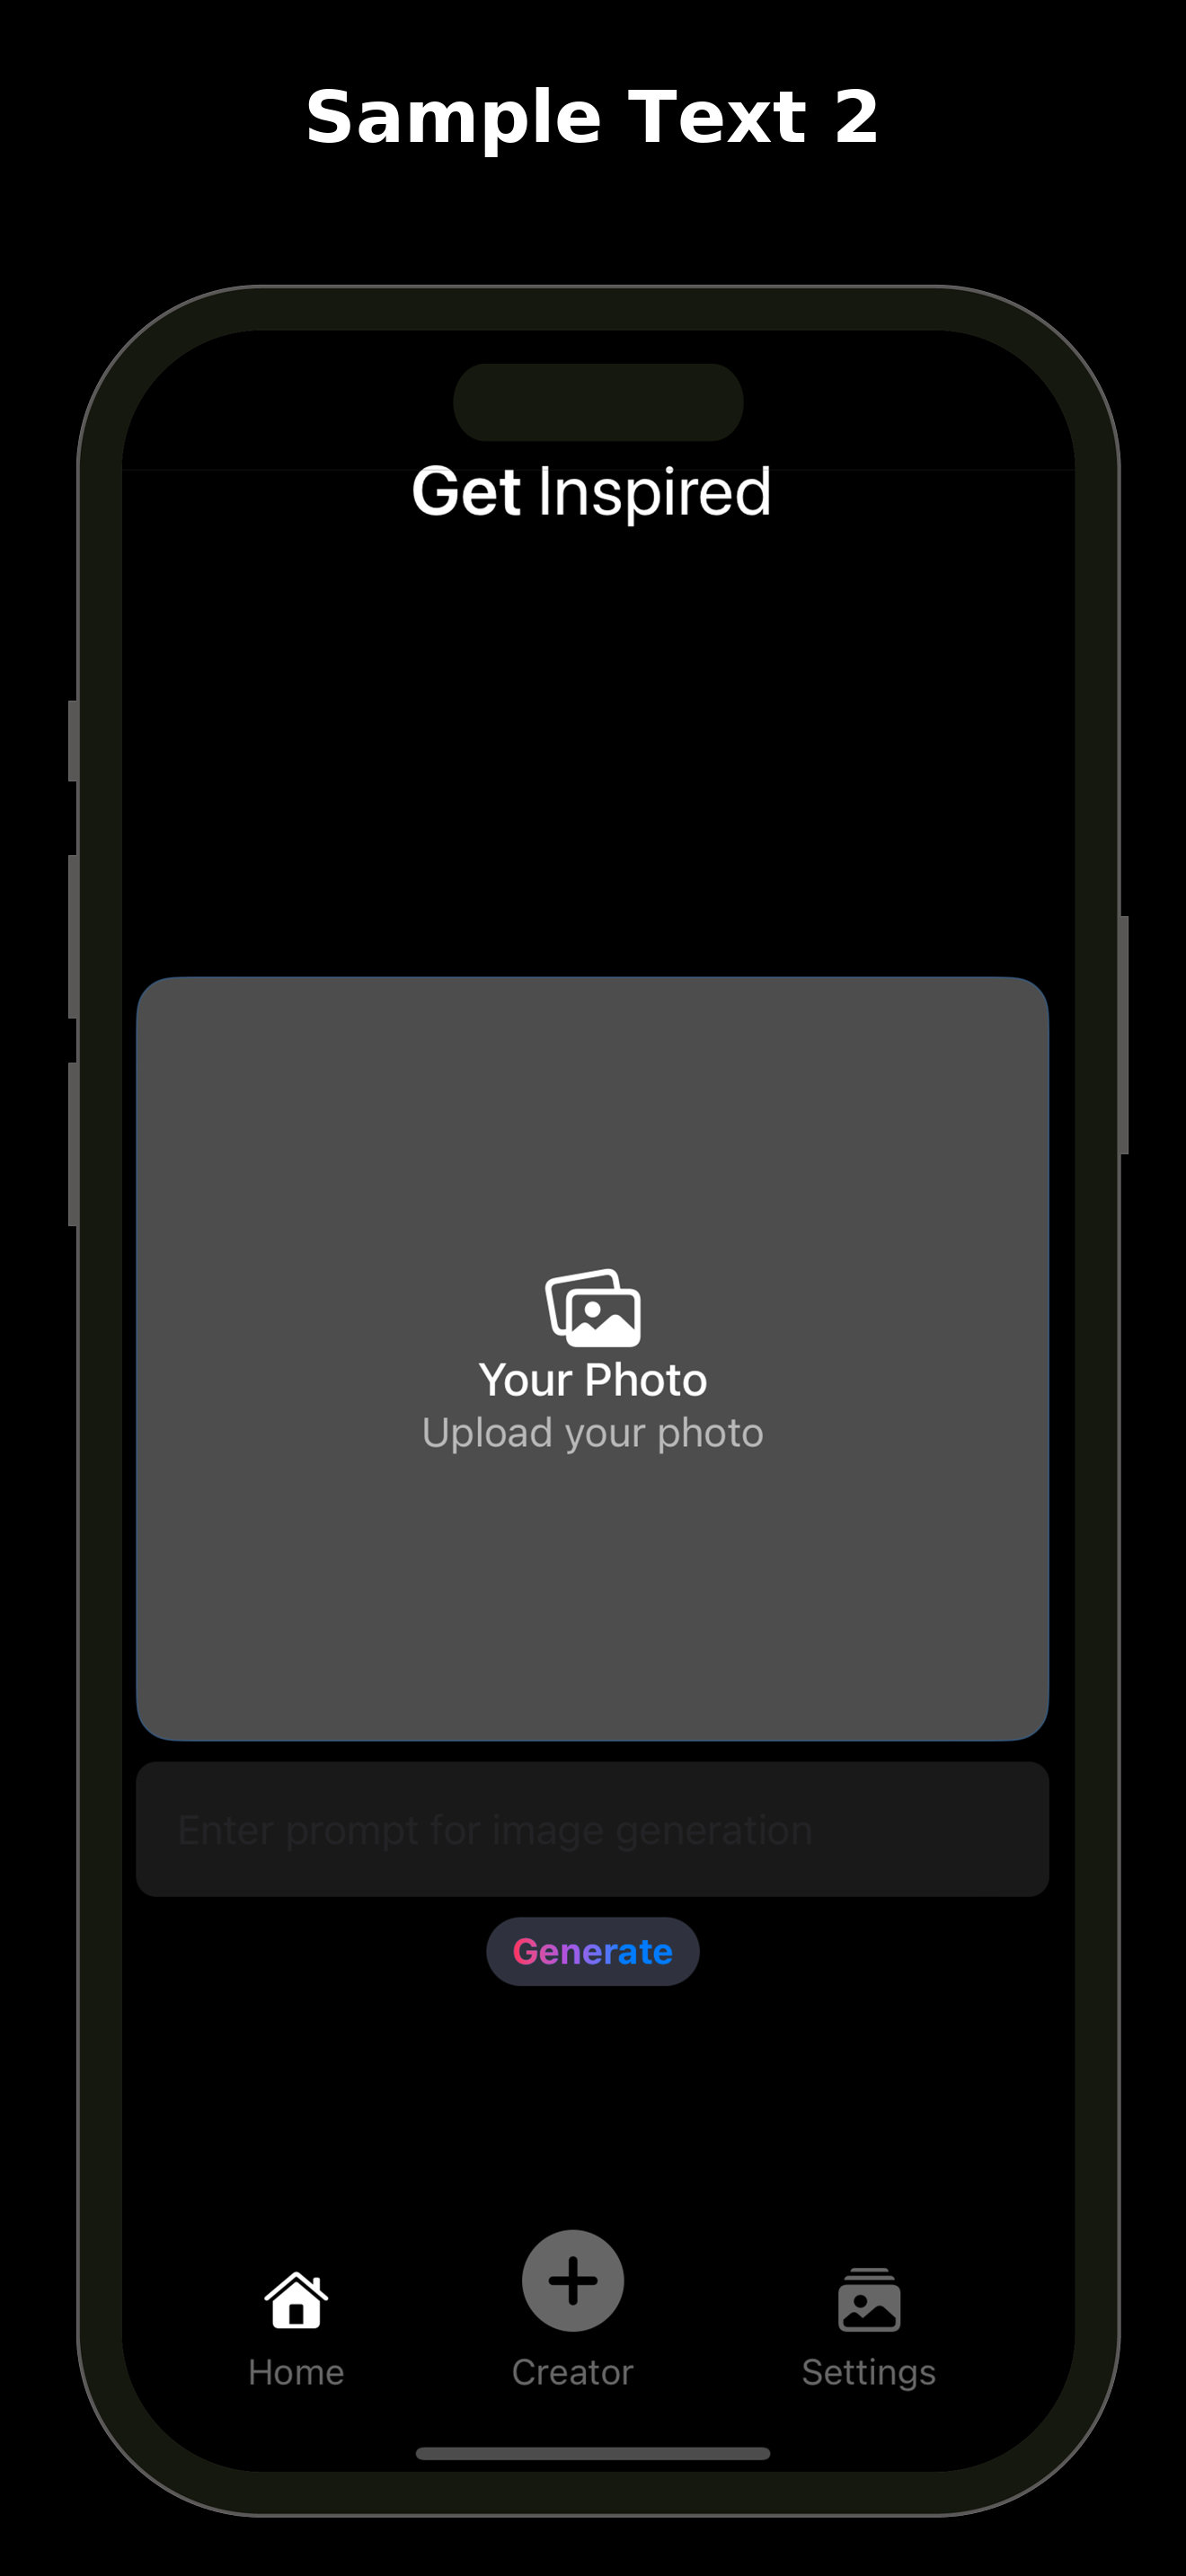 Sample Text 2
Get Inspired
Your Photo
Upload your photo
Enter prompt for image generation
Generate
Home
Creator
Settings